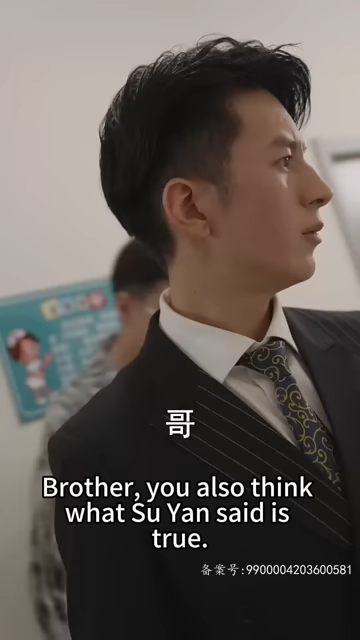 哥
Brother, you also think
what Su Yan said is
true.
备案号:9900004203600581